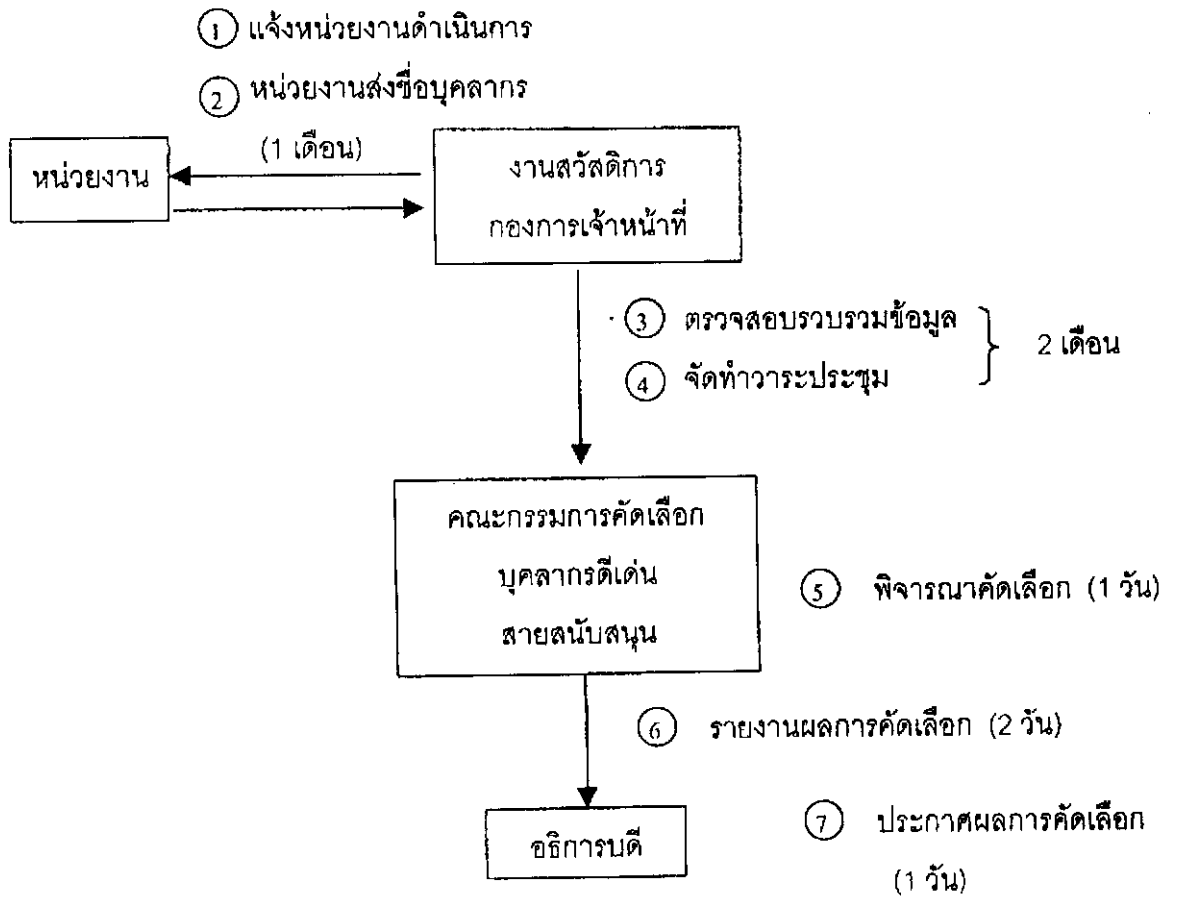 1 แจ้งหน่วยงานดำเนินการ
2 หน่วยงานส่งชื่อบุคลากร
(1 เดือน)
หน่วยงาน
งานสวัสดิการ
กองการเจ้าหน้าที่
3 ตรวจสอบรวบรวมข้อมูล
4 จัดทำวาระประชุม
2 เดือน
คณะกรรมการคัดเลือก
บุคลากรดีเด่น
สายสนับสนุน
5 พิจารณาคัดเลือก (1 วัน)
6 รายงานผลการคัดเลือก (2 วัน)
อธิการบดี
7 ประกาศผลการคัดเลือก
(1 วัน)